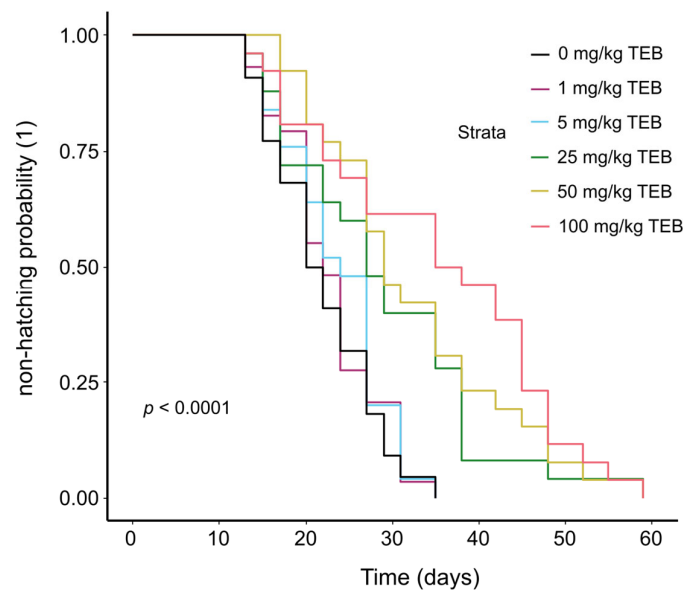 1.00
0.75
0.50
0.25
0.00
non-hatching probability (1)
p < 0.0001
Strata
0 mg/kg TEB
1 mg/kg TEB
5 mg/kg TEB
25 mg/kg TEB
50 mg/kg TEB
100 mg/kg TEB
0 10 20 30 40 50 60
Time (days)